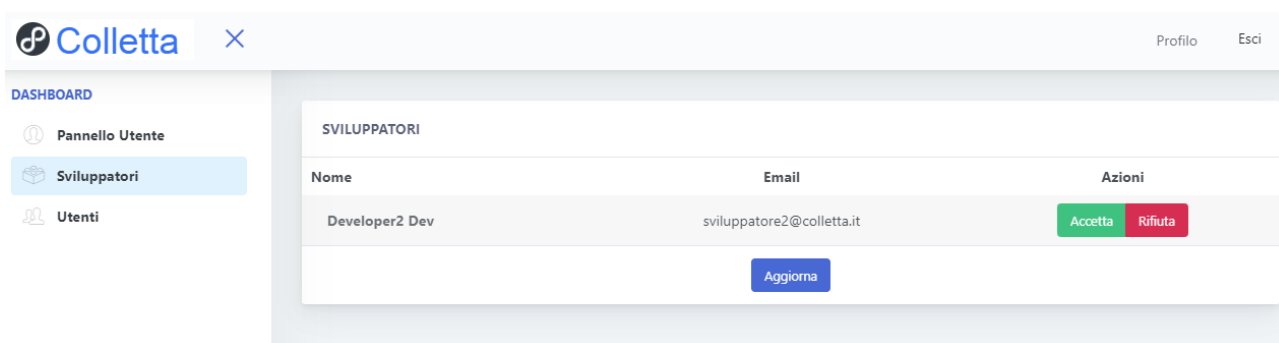 Colletta
Profilo Esci
DASHBOARD
Pannello Utente
Sviluppatori
Utenti
SVILUPPATORI
Nome Email Azioni
Developer2 Dev sviluppatore2@colletta.it Accetta Rifiuta
Aggiorna